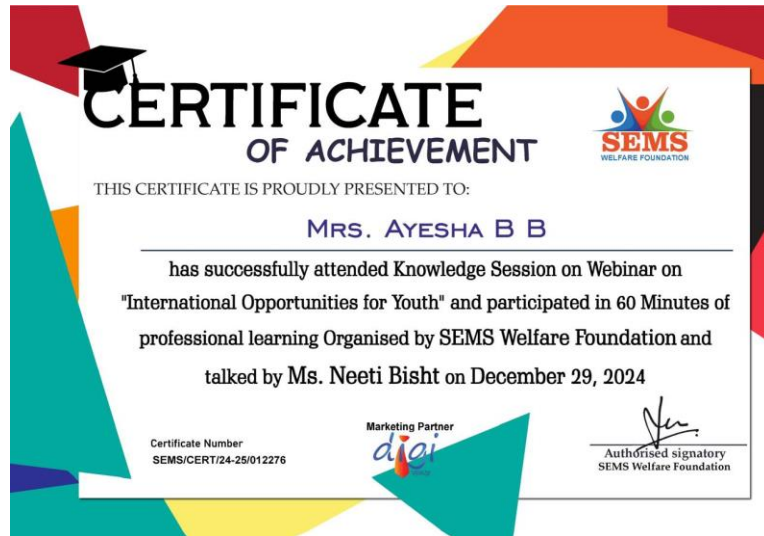 CERTIFICATE
OF ACHIEVEMENT
SEMS
WELFARE FOUNDATION
THIS CERTIFICATE IS PROUDLY PRESENTED TO:
MRS. AYESHA B B
has successfully attended Knowledge Session on Webinar on
"International Opportunities for Youth" and participated in 60 Minutes of
professional learning Organised by SEMS Welfare Foundation and
talked by Ms. Neeti Bisht on December 29, 2024
Certificate Number
SEMS/CERT/24-25/012276
Marketing Partner
digi
Authorised signatory
SEMS Welfare Foundation